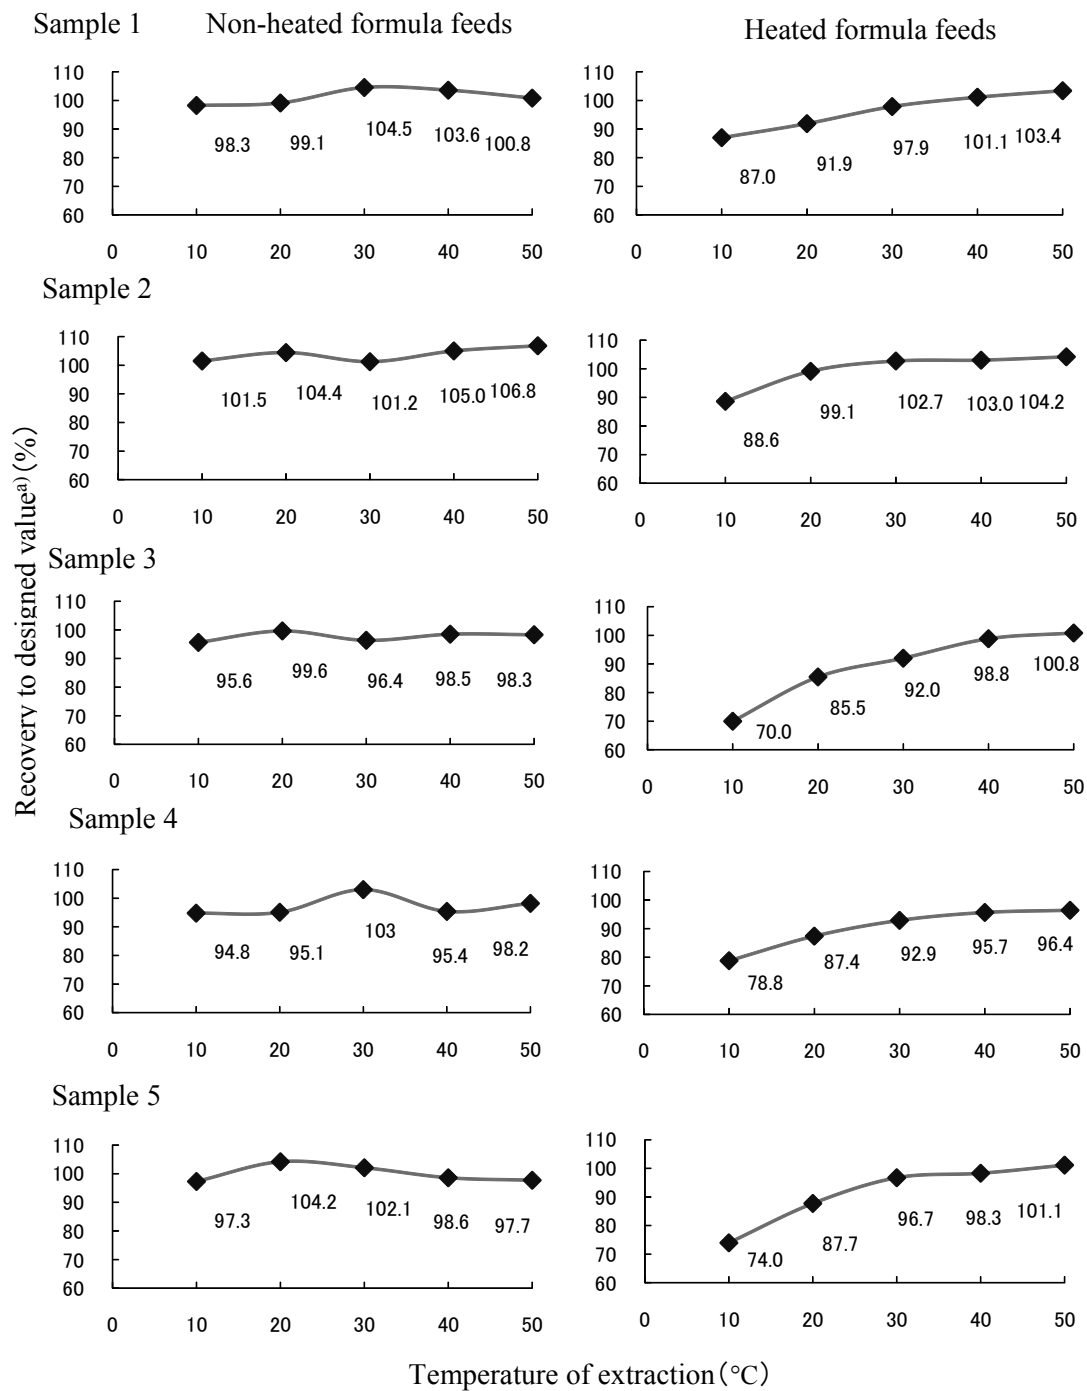 Sample 1 Non-heated formula feeds Heated formula feeds
110
100
90
80
70
60
98.3 99.1 104.5 103.6 100.8
0 10 20 30 40 50
110
100
90
80
70
60
87.0 91.9 97.9 101.1 103.4
0 10 20 30 40 50
Sample 2
110
100
90
80
70
60
101.5 104.4 101.2 105.0 106.8
0 10 20 30 40 50
110
100
90
80
70
60
88.6 99.1 102.7 103.0 104.2
0 10 20 30 40 50
Recovery to designed value^a)(%)
Sample 3
110
100
90
80
70
60
95.6 99.6 96.4 98.5 98.3
0 10 20 30 40 50
110
100
90
80
70
60
70.0 85.5 92.0 98.8 100.8
0 10 20 30 40 50
Sample 4
110
100
90
80
70
60
94.8 95.1 103 95.4 98.2
0 10 20 30 40 50
110
100
90
80
70
60
78.8 87.4 92.9 95.7 96.4
0 10 20 30 40 50
Sample 5
110
100
90
80
70
60
97.3 104.2 102.1 98.6 97.7
0 10 20 30 40 50
110
100
90
80
70
60
74.0 87.7 96.7 98.3 101.1
0 10 20 30 40 50
Temperature of extraction(°C)